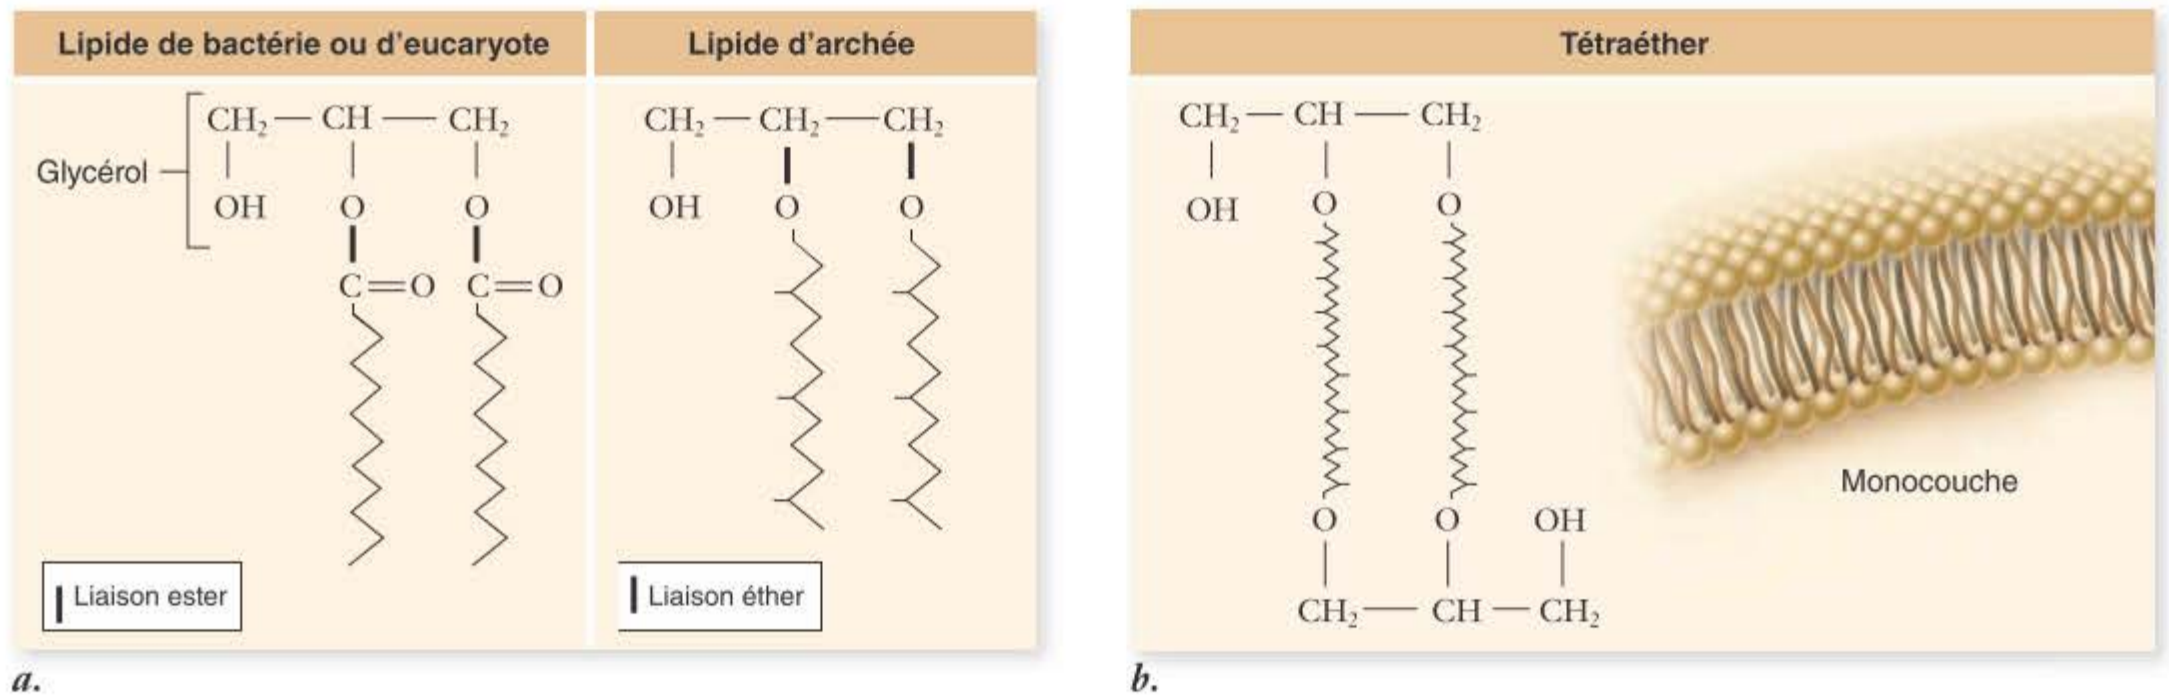 Lipide de bactérie ou d'eucaryote
CH₂ — CH — CH₂
Glycérol
OH O O
C=O C=O
Liaison ester
Lipide d'archée
CH₂ — CH₂ — CH₂
OH O O
Liaison éther
a.
Tétraéther
CH₂ — CH — CH₂
OH O O
O O OH
CH₂ — CH — CH₂
Monocouche
b.